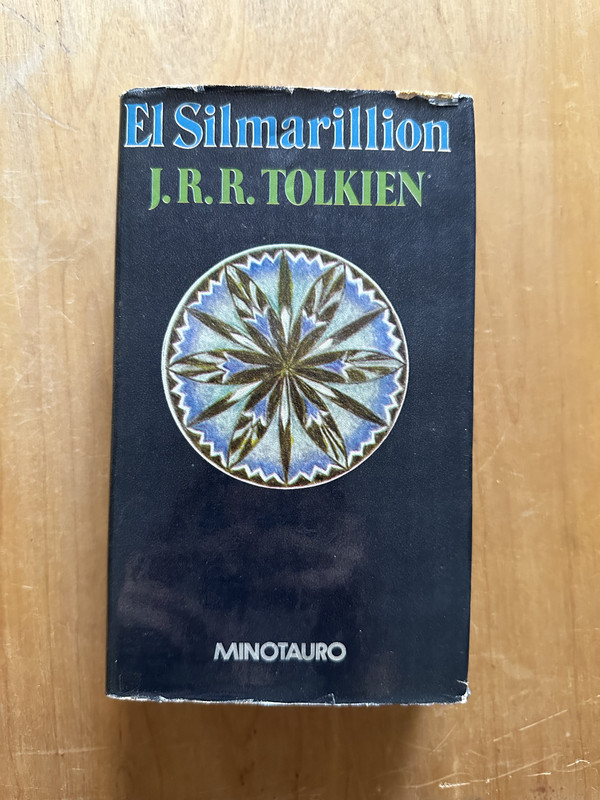 El Silmarillion
J. R. R. TOLKIEN
MINOTAURO